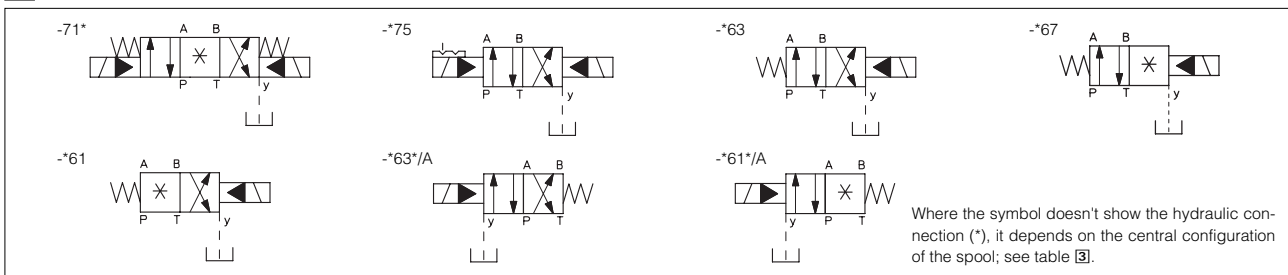 -71*
A B
*
P T y
-*75
A B
P T y
-*63
A B
P T y
-*67
A B
*
P T y
-*61
A B
*
P T y
-*63*/A
A B
y P T
-*61*/A
A B
*
y P T
Where the symbol doesn't show the hydraulic con-
nection (*), it depends on the central configuration
of the spool; see table 3.